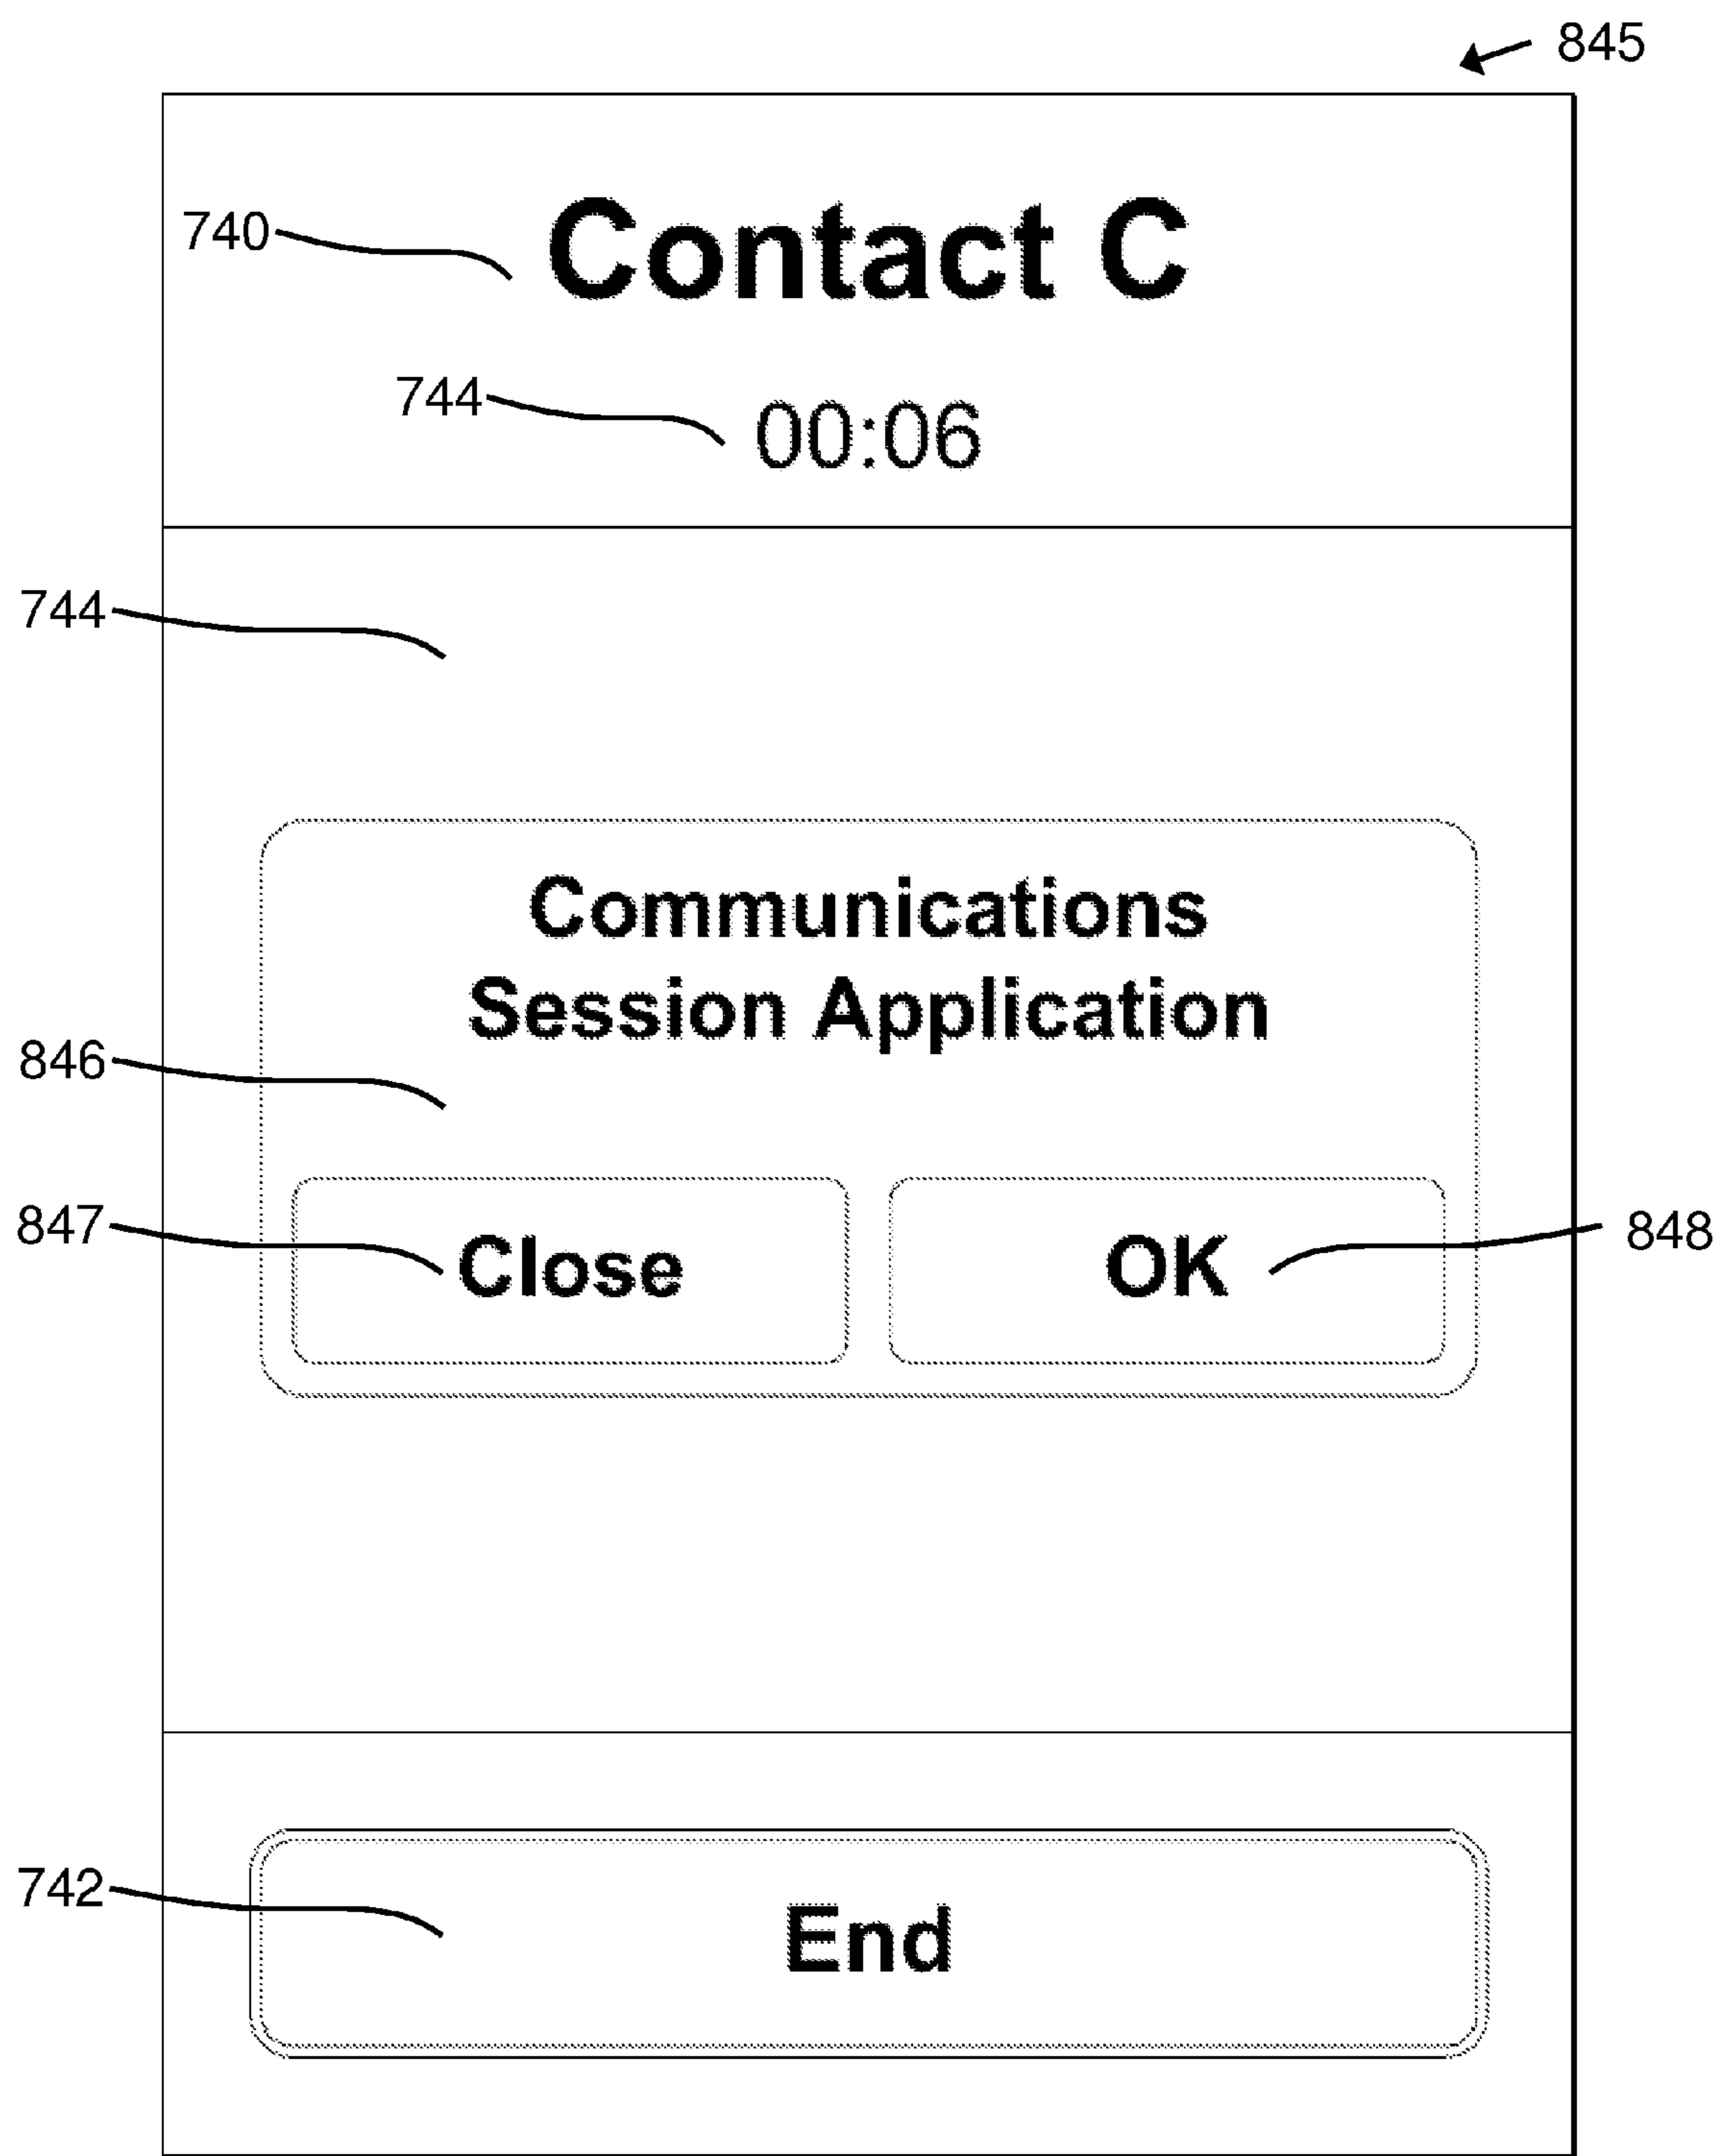 845
740
Contact C
744
00:06
744
Communications
Session Application
846
847
Close
OK
848
742
End